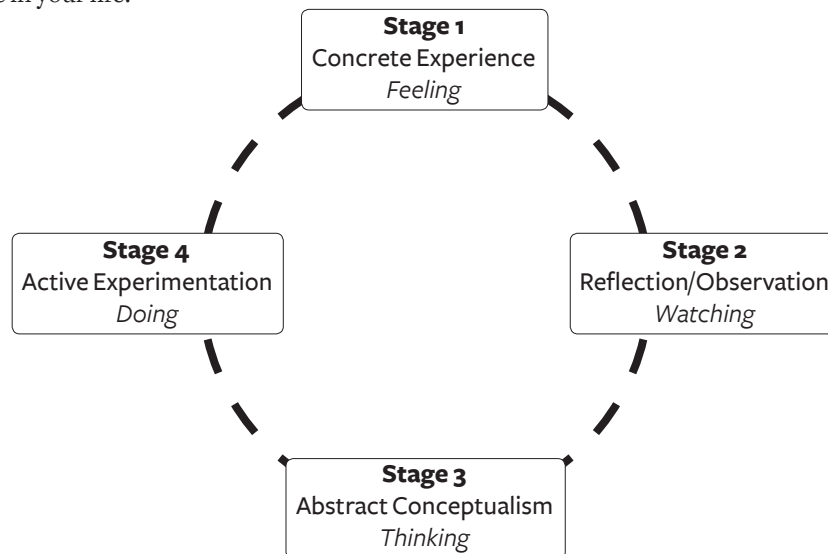 in your life.
Stage 1
Concrete Experience
Feeling
Stage 2
Reflection/Observation
Watching
Stage 3
Abstract Conceptualism
Thinking
Stage 4
Active Experimentation
Doing